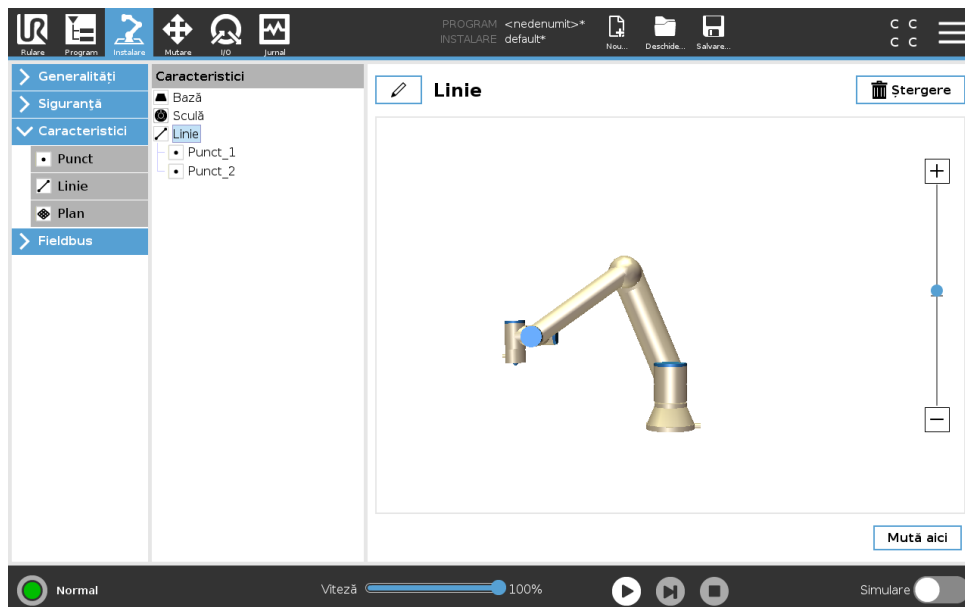 Rulare
Program
Instalare
Mutare
I/O
Jurnal
PROGRAM <nedenumit>*
INSTALARE default*
Nou...
Deschide...
Salvare...
C C
C C
Generalități
Siguranță
Caracteristici
Punct
Linie
Plan
Fieldbus
Caracteristici
Bază
Sculă
Linie
Punct_1
Punct_2
Linie
Ștergere
Mută aici
Normal
Viteză
100%
Simulare